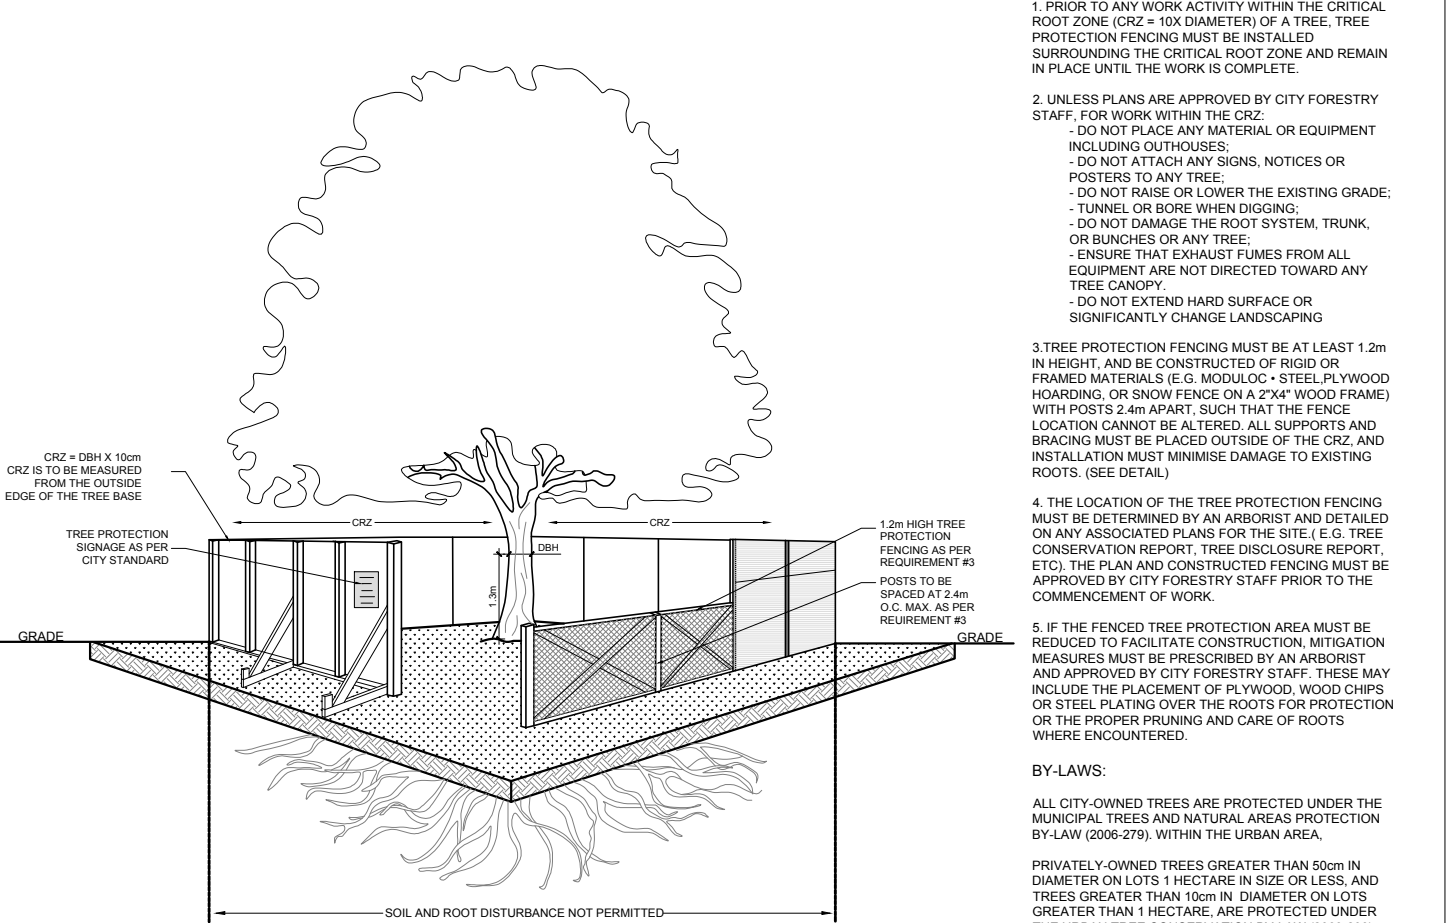 CRZ = DBH X 10cm
CRZ IS TO BE MEASURED
FROM THE OUTSIDE
EDGE OF THE TREE BASE
TREE PROTECTION
SIGNAGE AS PER
CITY STANDARD
GRADE
CRZ
CRZ
DBH
1.3m
1.2m HIGH TREE
PROTECTION
FENCING AS PER
REQUIREMENT #3
POSTS TO BE
SPACED AT 2.4m
O.C. MAX. AS PER
REUIREMENT #3
GRADE
SOIL AND ROOT DISTURBANCE NOT PERMITTED
1. PRIOR TO ANY WORK ACTIVITY WITHIN THE CRITICAL
ROOT ZONE (CRZ = 10X DIAMETER) OF A TREE, TREE
PROTECTION FENCING MUST BE INSTALLED
SURROUNDING THE CRITICAL ROOT ZONE AND REMAIN
IN PLACE UNTIL THE WORK IS COMPLETE.
2. UNLESS PLANS ARE APPROVED BY CITY FORESTRY
STAFF, FOR WORK WITHIN THE CRZ:
- DO NOT PLACE ANY MATERIAL OR EQUIPMENT
INCLUDING OUTHOUSES;
- DO NOT ATTACH ANY SIGNS, NOTICES OR
POSTERS TO ANY TREE;
- DO NOT RAISE OR LOWER THE EXISTING GRADE;
- TUNNEL OR BORE WHEN DIGGING;
- DO NOT DAMAGE THE ROOT SYSTEM, TRUNK,
OR BUNCHES OR ANY TREE;
- ENSURE THAT EXHAUST FUMES FROM ALL
EQUIPMENT ARE NOT DIRECTED TOWARD ANY
TREE CANOPY.
- DO NOT EXTEND HARD SURFACE OR
SIGNIFICANTLY CHANGE LANDSCAPING
3.TREE PROTECTION FENCING MUST BE AT LEAST 1.2m
IN HEIGHT, AND BE CONSTRUCTED OF RIGID OR
FRAMED MATERIALS (E.G. MODULOC • STEEL,PLYWOOD
HOARDING, OR SNOW FENCE ON A 2"X4" WOOD FRAME)
WITH POSTS 2.4m APART, SUCH THAT THE FENCE
LOCATION CANNOT BE ALTERED. ALL SUPPORTS AND
BRACING MUST BE PLACED OUTSIDE OF THE CRZ, AND
INSTALLATION MUST MINIMISE DAMAGE TO EXISTING
ROOTS. (SEE DETAIL)
4. THE LOCATION OF THE TREE PROTECTION FENCING
MUST BE DETERMINED BY AN ARBORIST AND DETAILED
ON ANY ASSOCIATED PLANS FOR THE SITE.( E.G. TREE
CONSERVATION REPORT, TREE DISCLOSURE REPORT,
ETC). THE PLAN AND CONSTRUCTED FENCING MUST BE
APPROVED BY CITY FORESTRY STAFF PRIOR TO THE
COMMENCEMENT OF WORK.
5. IF THE FENCED TREE PROTECTION AREA MUST BE
REDUCED TO FACILITATE CONSTRUCTION, MITIGATION
MEASURES MUST BE PRESCRIBED BY AN ARBORIST
AND APPROVED BY CITY FORESTRY STAFF. THESE MAY
INCLUDE THE PLACEMENT OF PLYWOOD, WOOD CHIPS
OR STEEL PLATING OVER THE ROOTS FOR PROTECTION
OR THE PROPER PRUNING AND CARE OF ROOTS
WHERE ENCOUNTERED.
BY-LAWS:
ALL CITY-OWNED TREES ARE PROTECTED UNDER THE
MUNICIPAL TREES AND NATURAL AREAS PROTECTION
BY-LAW (2006-279). WITHIN THE URBAN AREA,
PRIVATELY-OWNED TREES GREATER THAN 50cm IN
DIAMETER ON LOTS 1 HECTARE IN SIZE OR LESS, AND
TREES GREATER THAN 10cm IN DIAMETER ON LOTS
GREATER THAN 1 HECTARE, ARE PROTECTED UNDER